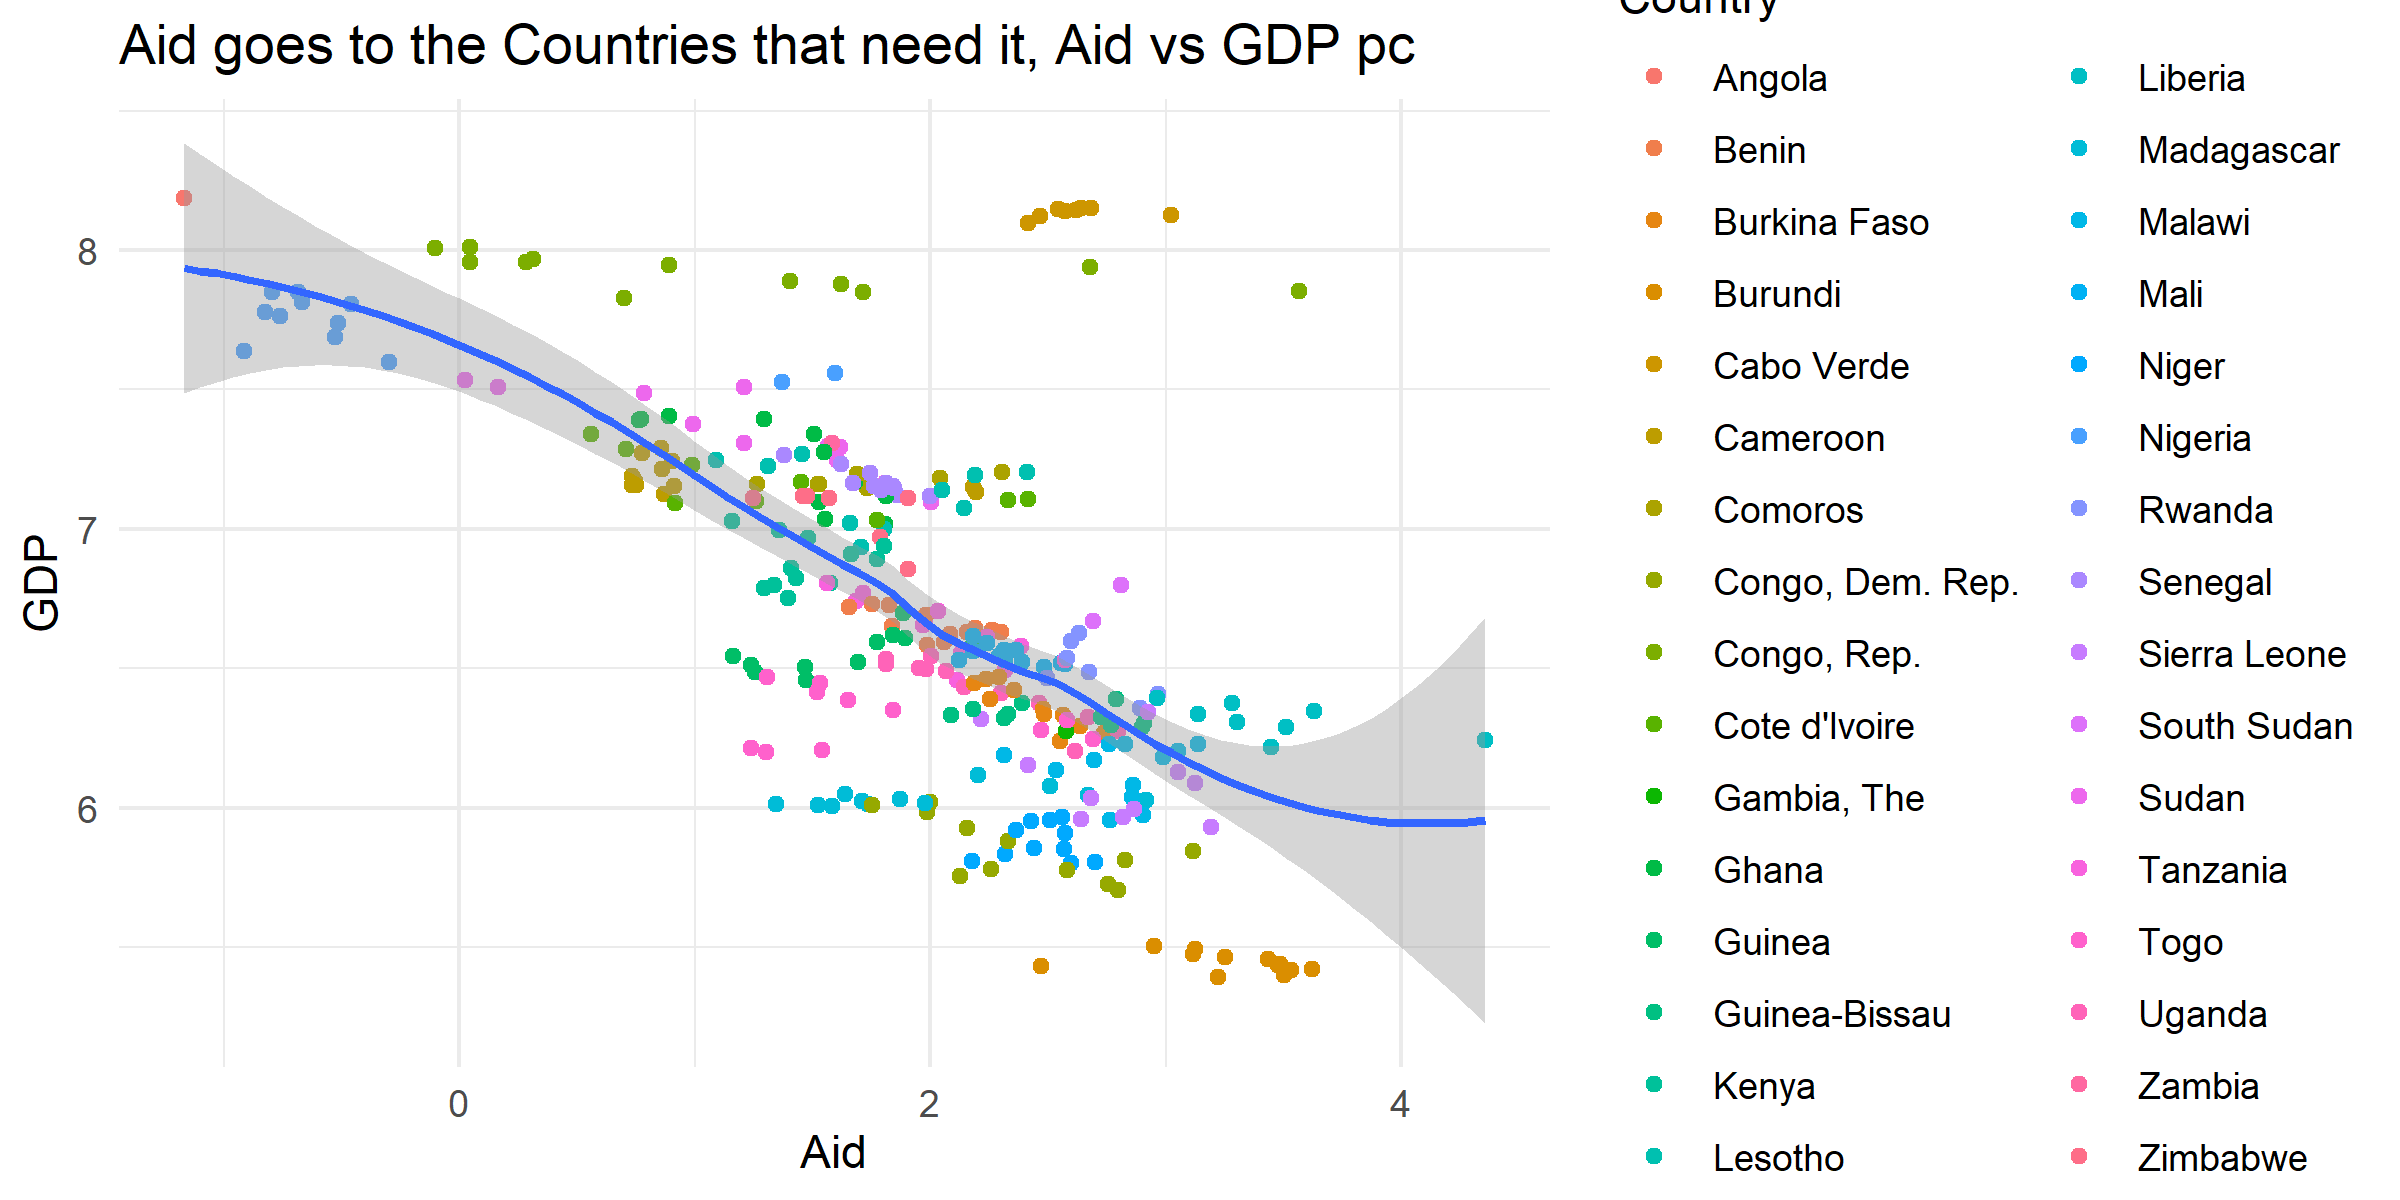 Aid goes to the Countries that need it, Aid vs GDP pc
GDP
8
7
6
0 2 4
Aid
Country
Angola
Benin
Burkina Faso
Burundi
Cabo Verde
Cameroon
Comoros
Congo, Dem. Rep.
Congo, Rep.
Cote d'Ivoire
Gambia, The
Ghana
Guinea
Guinea-Bissau
Kenya
Lesotho
Liberia
Madagascar
Malawi
Mali
Niger
Nigeria
Rwanda
Senegal
Sierra Leone
South Sudan
Sudan
Tanzania
Togo
Uganda
Zambia
Zimbabwe